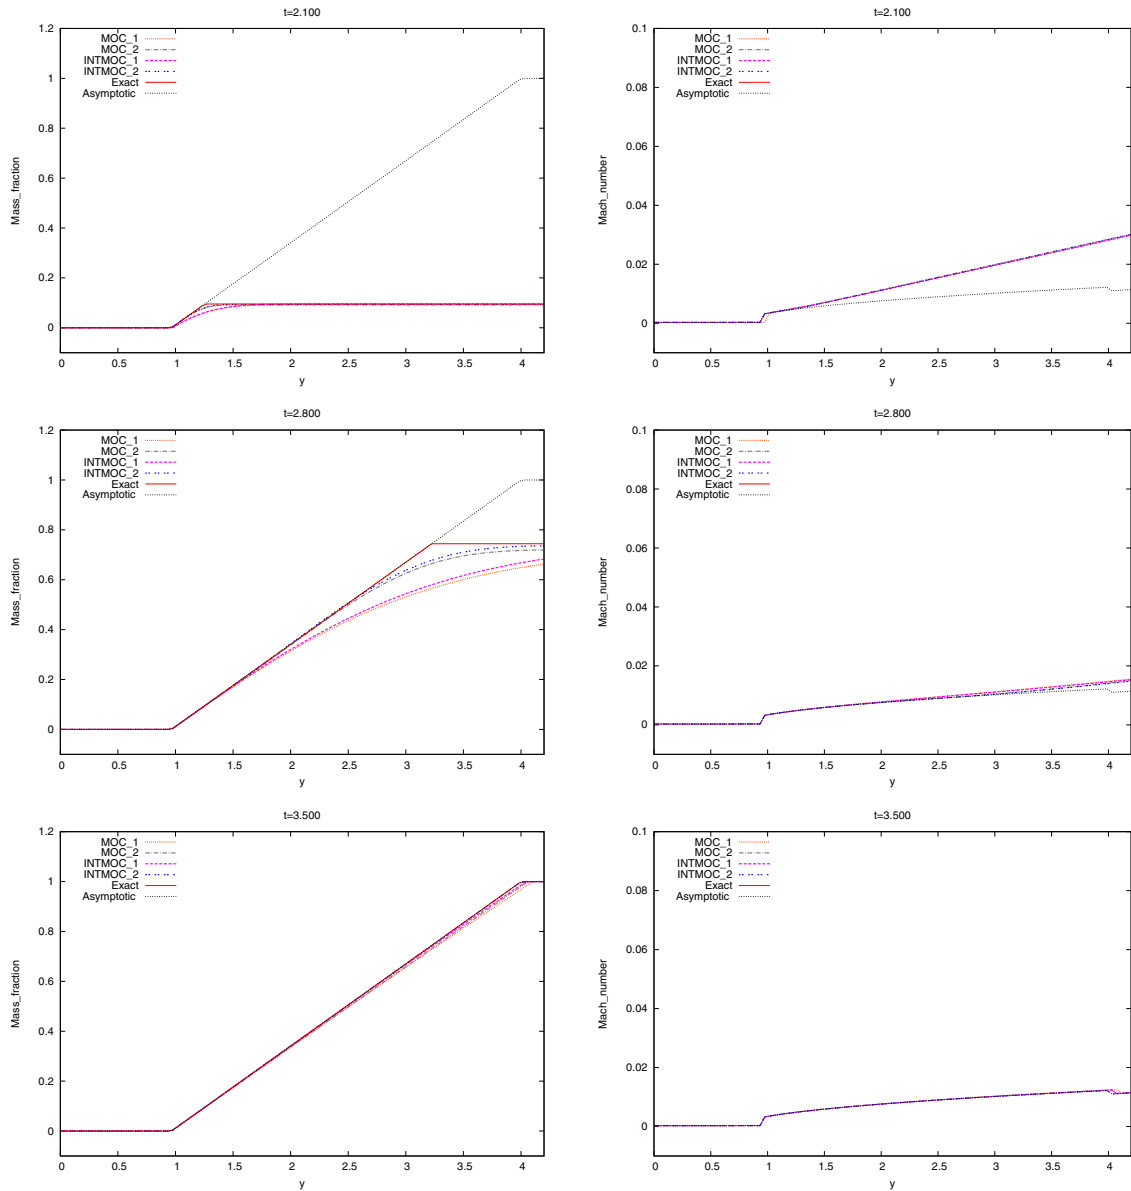 t=2.100
1.2
1
0.8
0.6
0.4
0.2
0
Mass_fraction
MOC_1
MOC_2
INTMOC_1
INTMOC_2
Exact
Asymptotic
0 0.5 1 1.5 2 2.5 3 3.5 4
y
t=2.100
0.1
0.08
0.06
0.04
0.02
0
Mach_number
MOC_1
MOC_2
INTMOC_1
INTMOC_2
Exact
Asymptotic
0 0.5 1 1.5 2 2.5 3 3.5 4
y
t=2.800
1.2
1
0.8
0.6
0.4
0.2
0
Mass_fraction
MOC_1
MOC_2
INTMOC_1
INTMOC_2
Exact
Asymptotic
0 0.5 1 1.5 2 2.5 3 3.5 4
y
t=2.800
0.1
0.08
0.06
0.04
0.02
0
Mach_number
MOC_1
MOC_2
INTMOC_1
INTMOC_2
Exact
Asymptotic
0 0.5 1 1.5 2 2.5 3 3.5 4
y
t=3.500
1.2
1
0.8
0.6
0.4
0.2
0
Mass_fraction
MOC_1
MOC_2
INTMOC_1
INTMOC_2
Exact
Asymptotic
0 0.5 1 1.5 2 2.5 3 3.5 4
y
t=3.500
0.1
0.08
0.06
0.04
0.02
0
Mach_number
MOC_1
MOC_2
INTMOC_1
INTMOC_2
Exact
Asymptotic
0 0.5 1 1.5 2 2.5 3 3.5 4
y